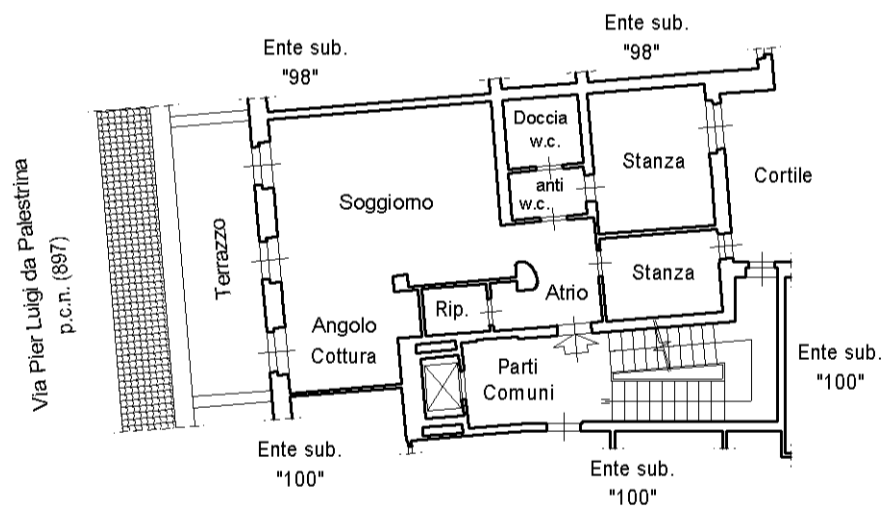 Ente sub.
"98"
Ente sub.
"98"
Doccia
w.c.
Stanza
anti
w.c.
Cortile
Soggiorno
Via Pier Luigi da Palestrina
p.c.n. (897)
Terrazzo
Stanza
Atrio
Rip.
Angolo
Cottura
Parti
Comuni
Ente sub.
"100"
Ente sub.
"100"
Ente sub.
"100"